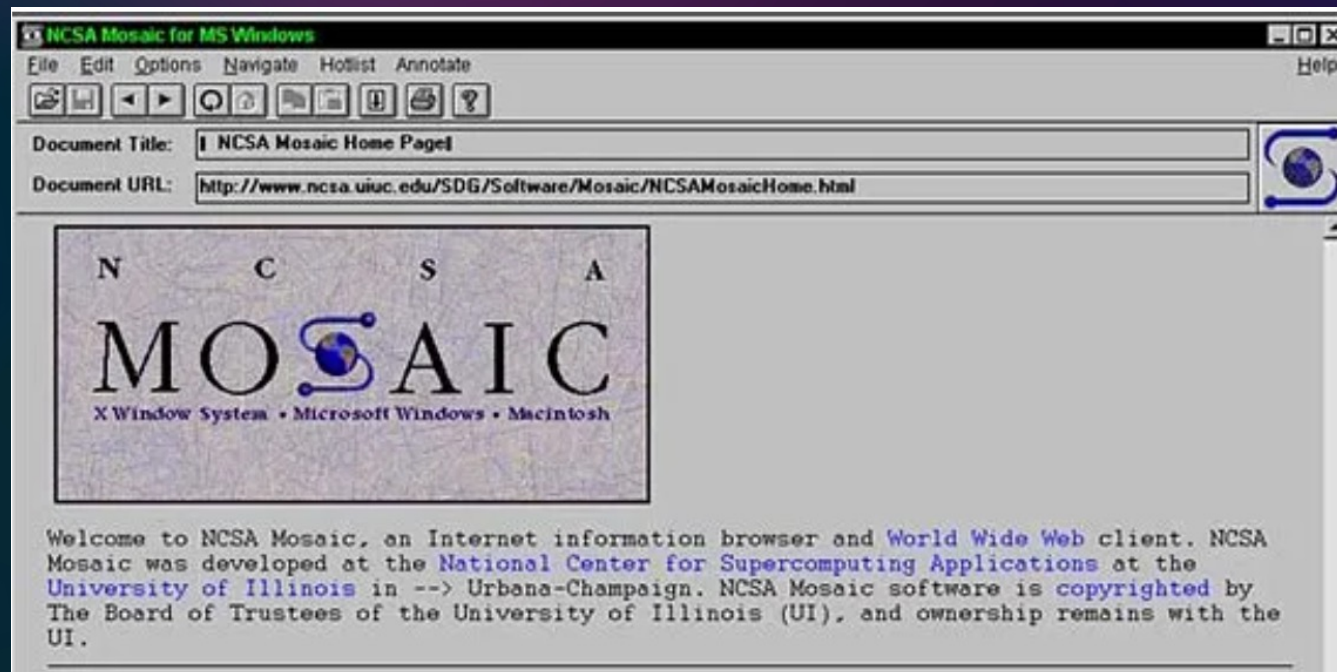 NCSA Mosaic for MS Windows
File Edit Options Navigate Hotlist Annotate Help
Document Title: NCSA Mosaic Home Page
Document URL: http://www.ncsa.uiuc.edu/SDG/Software/Mosaic/NCSAMosaicHome.html
N C S A
MOSAIC
X Window System • Microsoft Windows • Macintosh
Welcome to NCSA Mosaic, an Internet information browser and World Wide Web client. NCSA
Mosaic was developed at the National Center for Supercomputing Applications at the
University of Illinois in --> Urbana-Champaign. NCSA Mosaic software is copyrighted by
The Board of Trustees of the University of Illinois (UI), and ownership remains with the
UI.